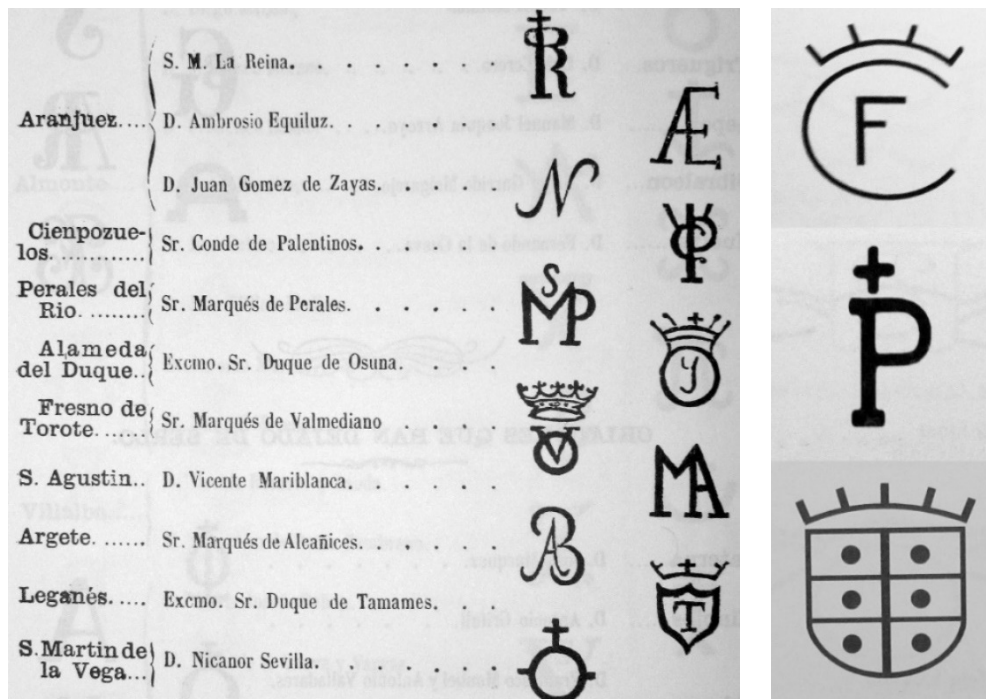 S. M. La Reina. . . . . . .
Aranjuez.... D. Ambrosio Equiluz. . . . . .
D. Juan Gomez de Zayas. . . . .
Cienpozue-
los. ......... Sr. Conde de Palentinos. . . . .
Perales del
Rio. ........ Sr. Marqués de Perales. . . . . .
Alameda
del Duque... Excmo. Sr. Duque de Osuna. . . .
Fresno de
Torote...... Sr. Marqués de Valmediano
S. Agustin.. D. Vicente Mariblanca. . . . . .
Argete ...... Sr. Marqués de Alcañices. . . . .
Leganés..... Excmo. Sr. Duque de Tamames. . .
S. Martin de
la Vega.... D. Nicanor Sevilla. . . . . .
R
Æ
N
S
MP
y
V
MA
AB
T
F
C
P